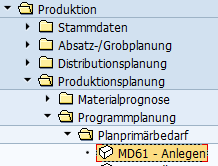 Produktion
Stammdaten
Absatz-/Grobplanung
Distributionsplanung
Produktionsplanung
Materialprognose
Programmplanung
Planprimärbedarf
MD61 - Anlegen